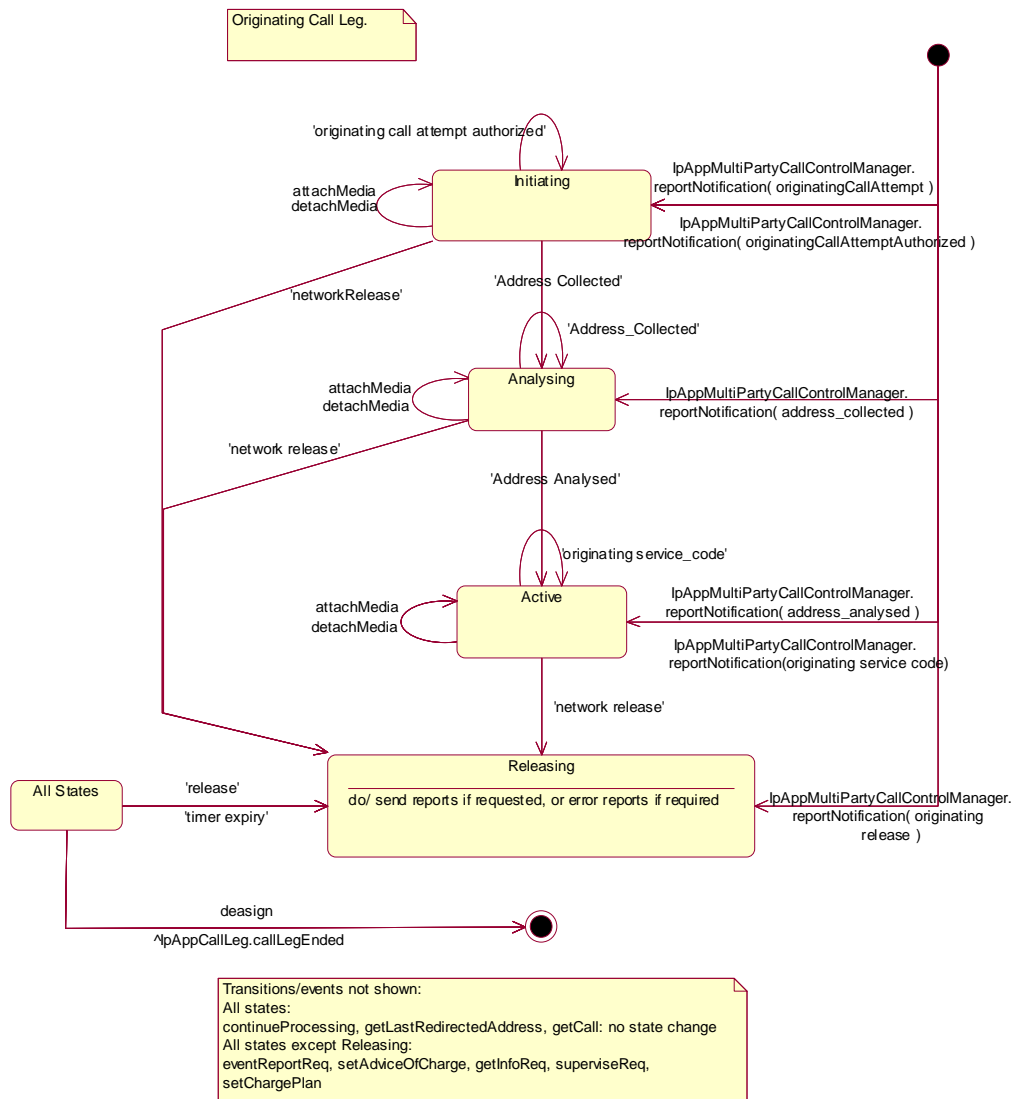 Originating Call Leg.
'originating call attempt authorized'
Initiating
attachMedia
detachMedia
IpAppMultiPartyCallControlManager.
reportNotification( originatingCallAttempt )
IpAppMultiPartyCallControlManager.
reportNotification( originatingCallAttemptAuthorized )
'Address Collected'
'networkRelease'
'Address_Collected'
Analysing
attachMedia
detachMedia
IpAppMultiPartyCallControlManager.
reportNotification( address_collected )
'network release'
'Address Analysed'
'originating service_code'
Active
attachMedia
detachMedia
IpAppMultiPartyCallControlManager.
reportNotification( address_analysed )
IpAppMultiPartyCallControlManager.
reportNotification(originating service code)
'network release'
Releasing
do/ send reports if requested, or error reports if required
All States
'release'
'timer expiry'
IpAppMultiPartyCallControlManager.
reportNotification( originating
release )
deasign
^IpAppCallLeg.callLegEnded
Transitions/events not shown:
All states:
continueProcessing, getLastRedirectedAddress, getCall: no state change
All states except Releasing:
eventReportReq, setAdviceOfCharge, getInfoReq, superviseReq,
setChargePlan